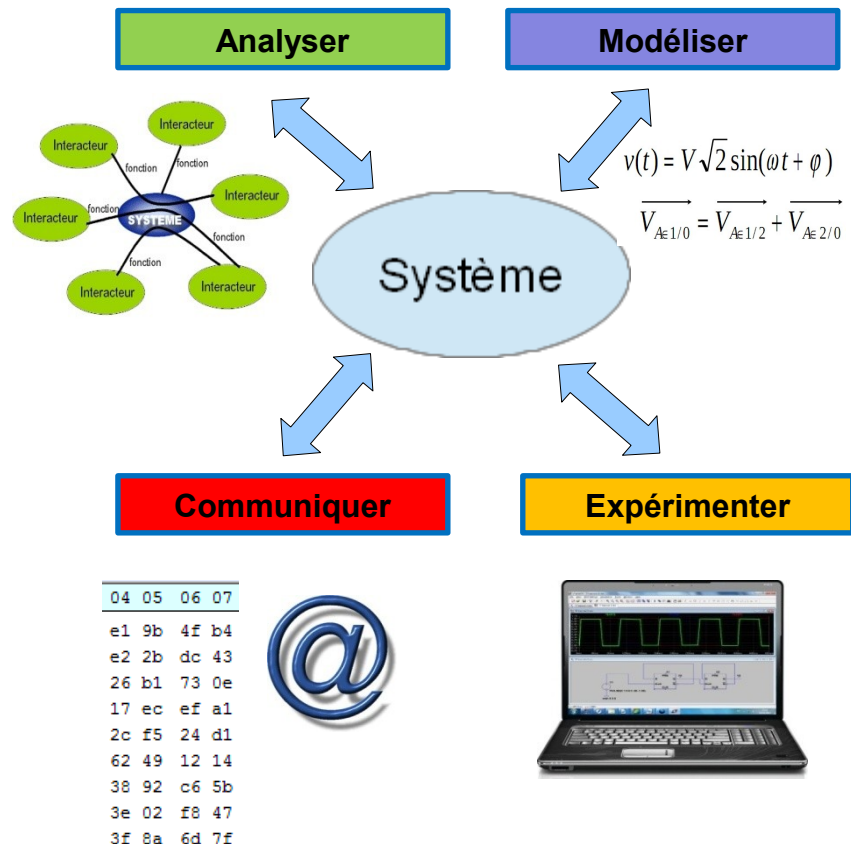 Analyser
Modéliser
Interacteur
Interacteur
Interacteur
Interacteur
Interacteur
Interacteur
fonction
fonction
fonction
fonction
fonction
SYSTEME
v(t) = V√2 sin(ωt + φ)
V_{A∈1/0} = V_{A∈1/2} + V_{A∈2/0}
Système
Communiquer
Expérimenter
04 05 06 07
e1 9b 4f b4
e2 2b dc 43
26 b1 73 0e
17 ec ef a1
2c f5 24 d1
62 49 12 14
38 92 c6 5b
3e 02 f8 47
3f 8a 6d 7f
@